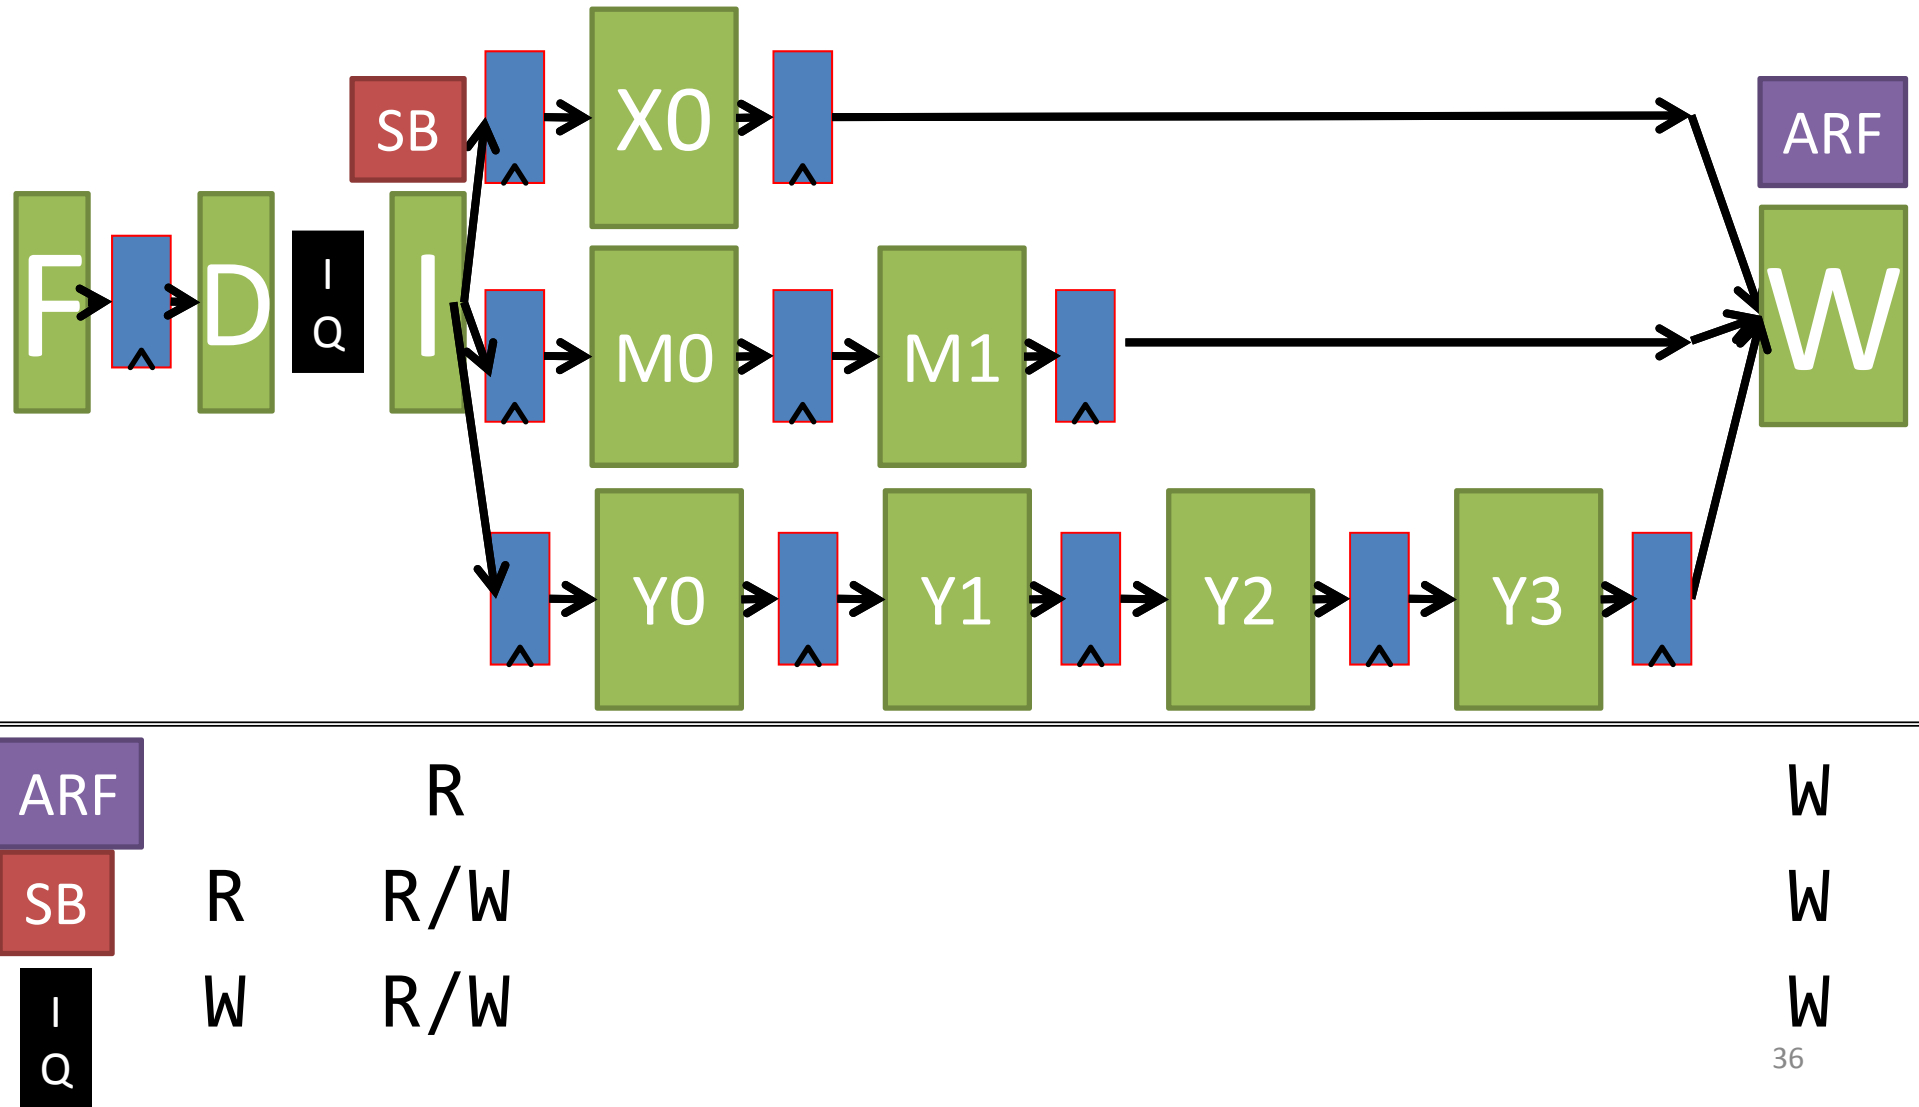 SB X0 ARF
F D I Q I M0 M1 W
Y0 Y1 Y2 Y3
ARF R W
SB R R/W W
I Q W R/W W
36